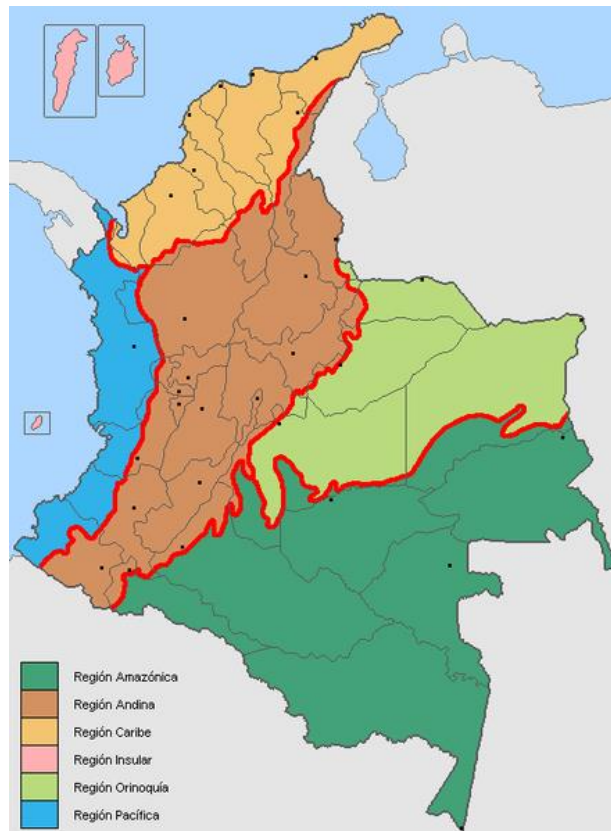 Región Amazónica
Región Andina
Región Caribe
Región Insular
Región Orinoquía
Región Pacífica